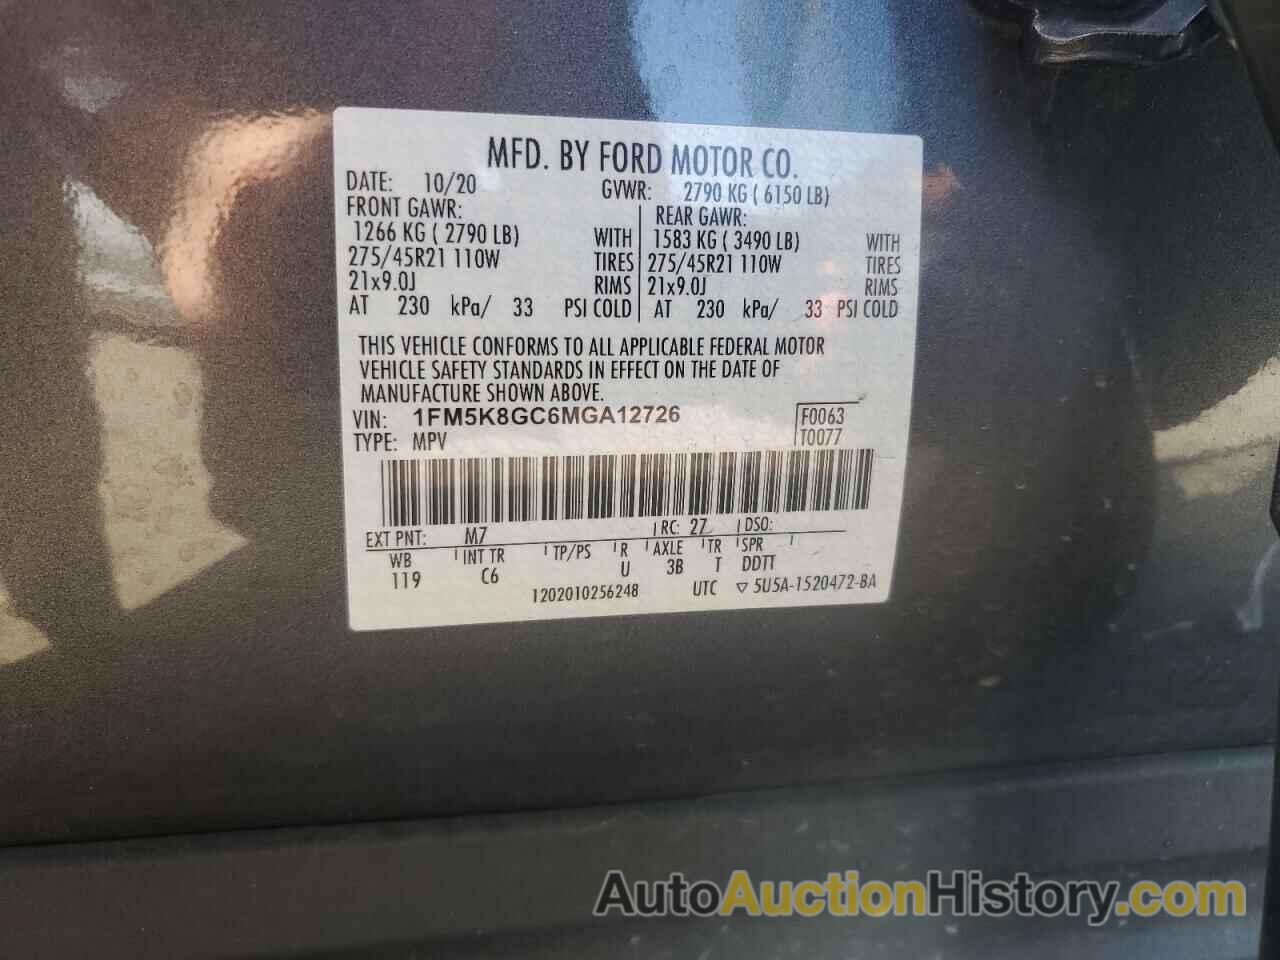 MFD. BY FORD MOTOR CO.
DATE: 10/20 GVWR: 2790 KG ( 6150 LB)
FRONT GAWR: REAR GAWR:
1266 KG ( 2790 LB) WITH 1583 KG ( 3490 LB) WITH
275/45R21 110W TIRES 275/45R21 110W TIRES
21x9.0J RIMS 21x9.0J RIMS
AT 230 kPa/ 33 PSI COLD AT 230 kPa/ 33 PSI COLD
THIS VEHICLE CONFORMS TO ALL APPLICABLE FEDERAL MOTOR
VEHICLE SAFETY STANDARDS IN EFFECT ON THE DATE OF
MANUFACTURE SHOWN ABOVE.
VIN: 1FM5K8GC6MGA12726 F0063
TYPE: MPV T0077
EXT PNT: M7 RC: 27 DSO:
WB INT TR TP/PS R AXLE TR SPR
119 C6 U 3B T DDTT
1202010256248 UTC ▽ 5U5A-1520472-BA
AutoAuctionHistory.com